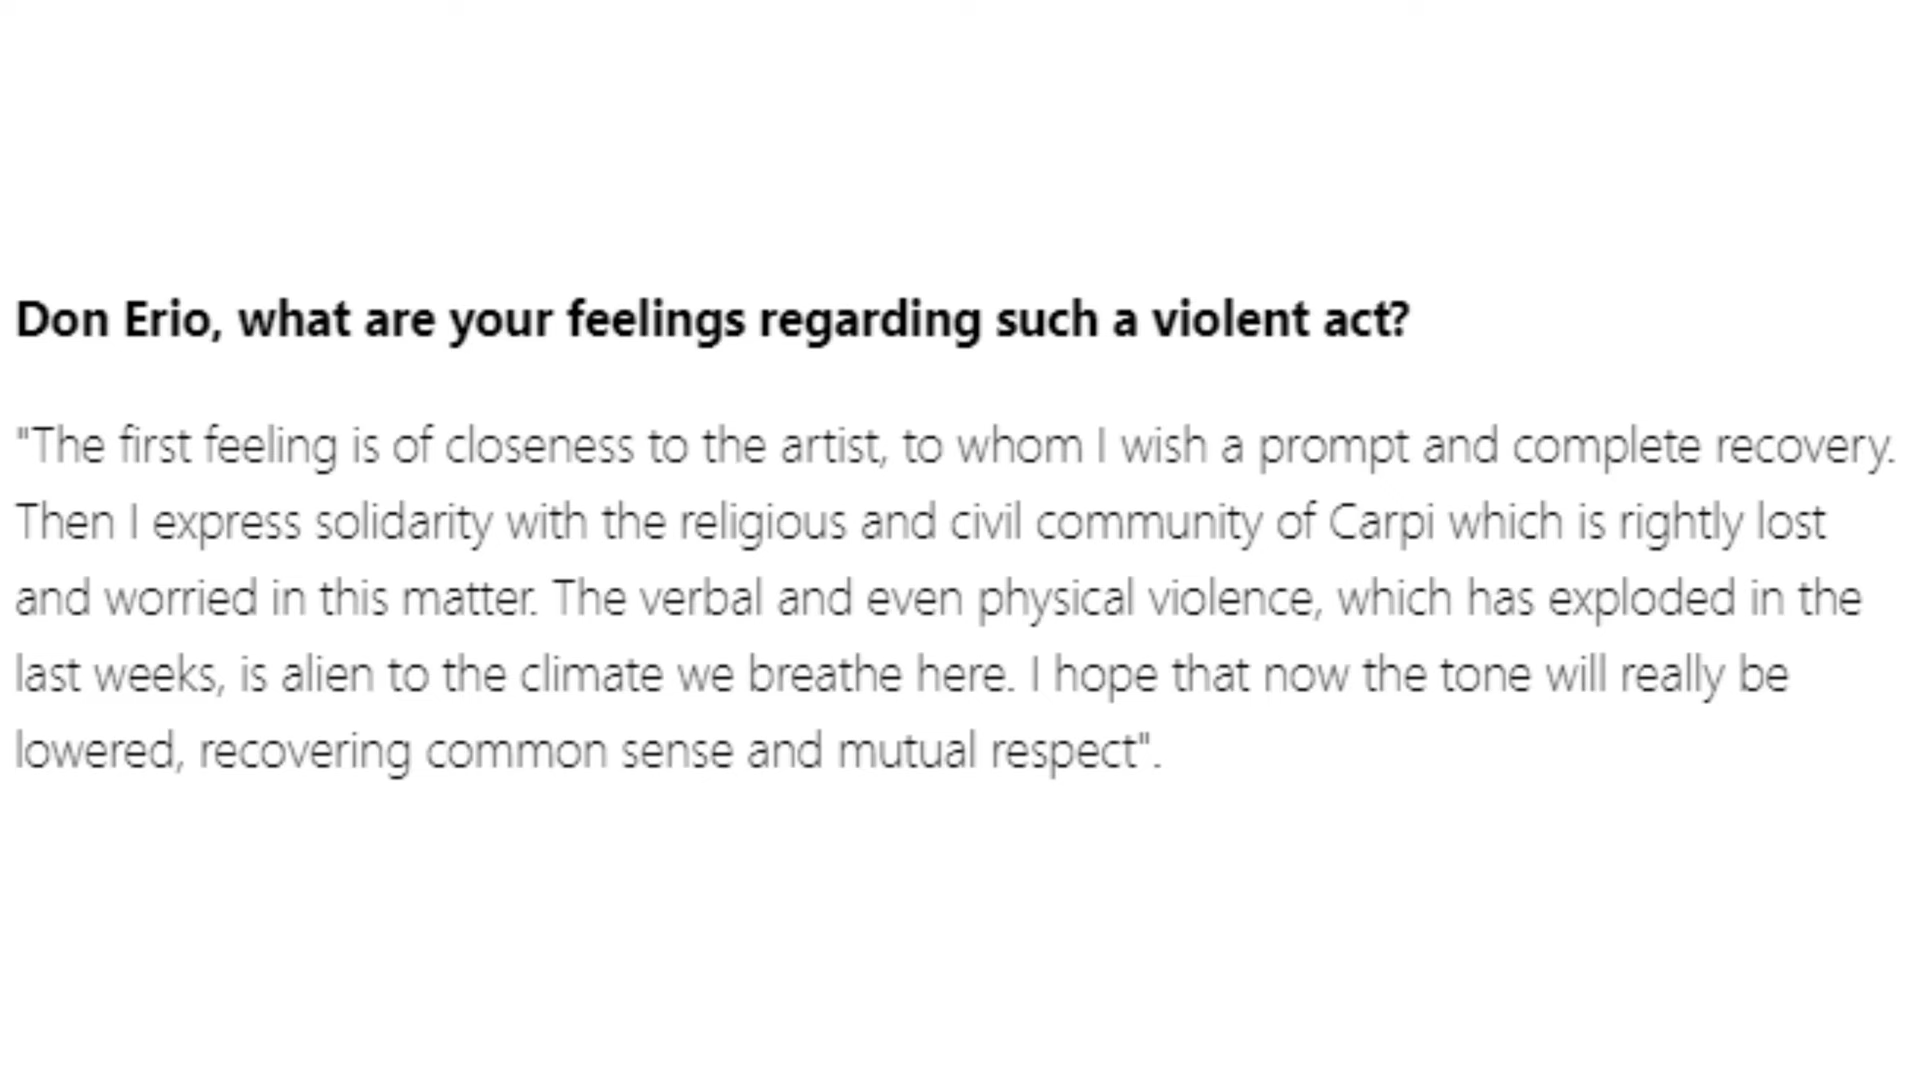 Don Erio, what are your feelings regarding such a violent act?
"The first feeling is of closeness to the artist, to whom I wish a prompt and complete recovery.
Then I express solidarity with the religious and civil community of Carpi which is rightly lost
and worried in this matter. The verbal and even physical violence, which has exploded in the
last weeks, is alien to the climate we breathe here. I hope that now the tone will really be
lowered, recovering common sense and mutual respect".